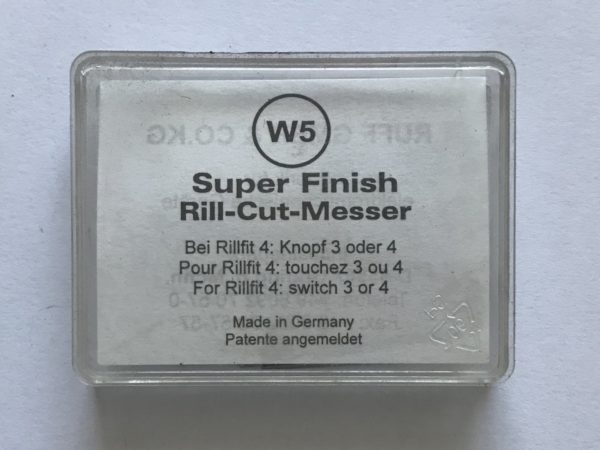 W5
Super Finish
Rill-Cut-Messer
Bei Rillfit 4: Knopf 3 oder 4
Pour Rillfit 4: touchez 3 ou 4
For Rillfit 4: switch 3 or 4
Made in Germany
Patente angemeldet